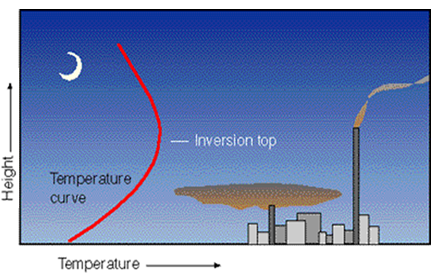 Inversion top
Temperature
curve
Height
Temperature